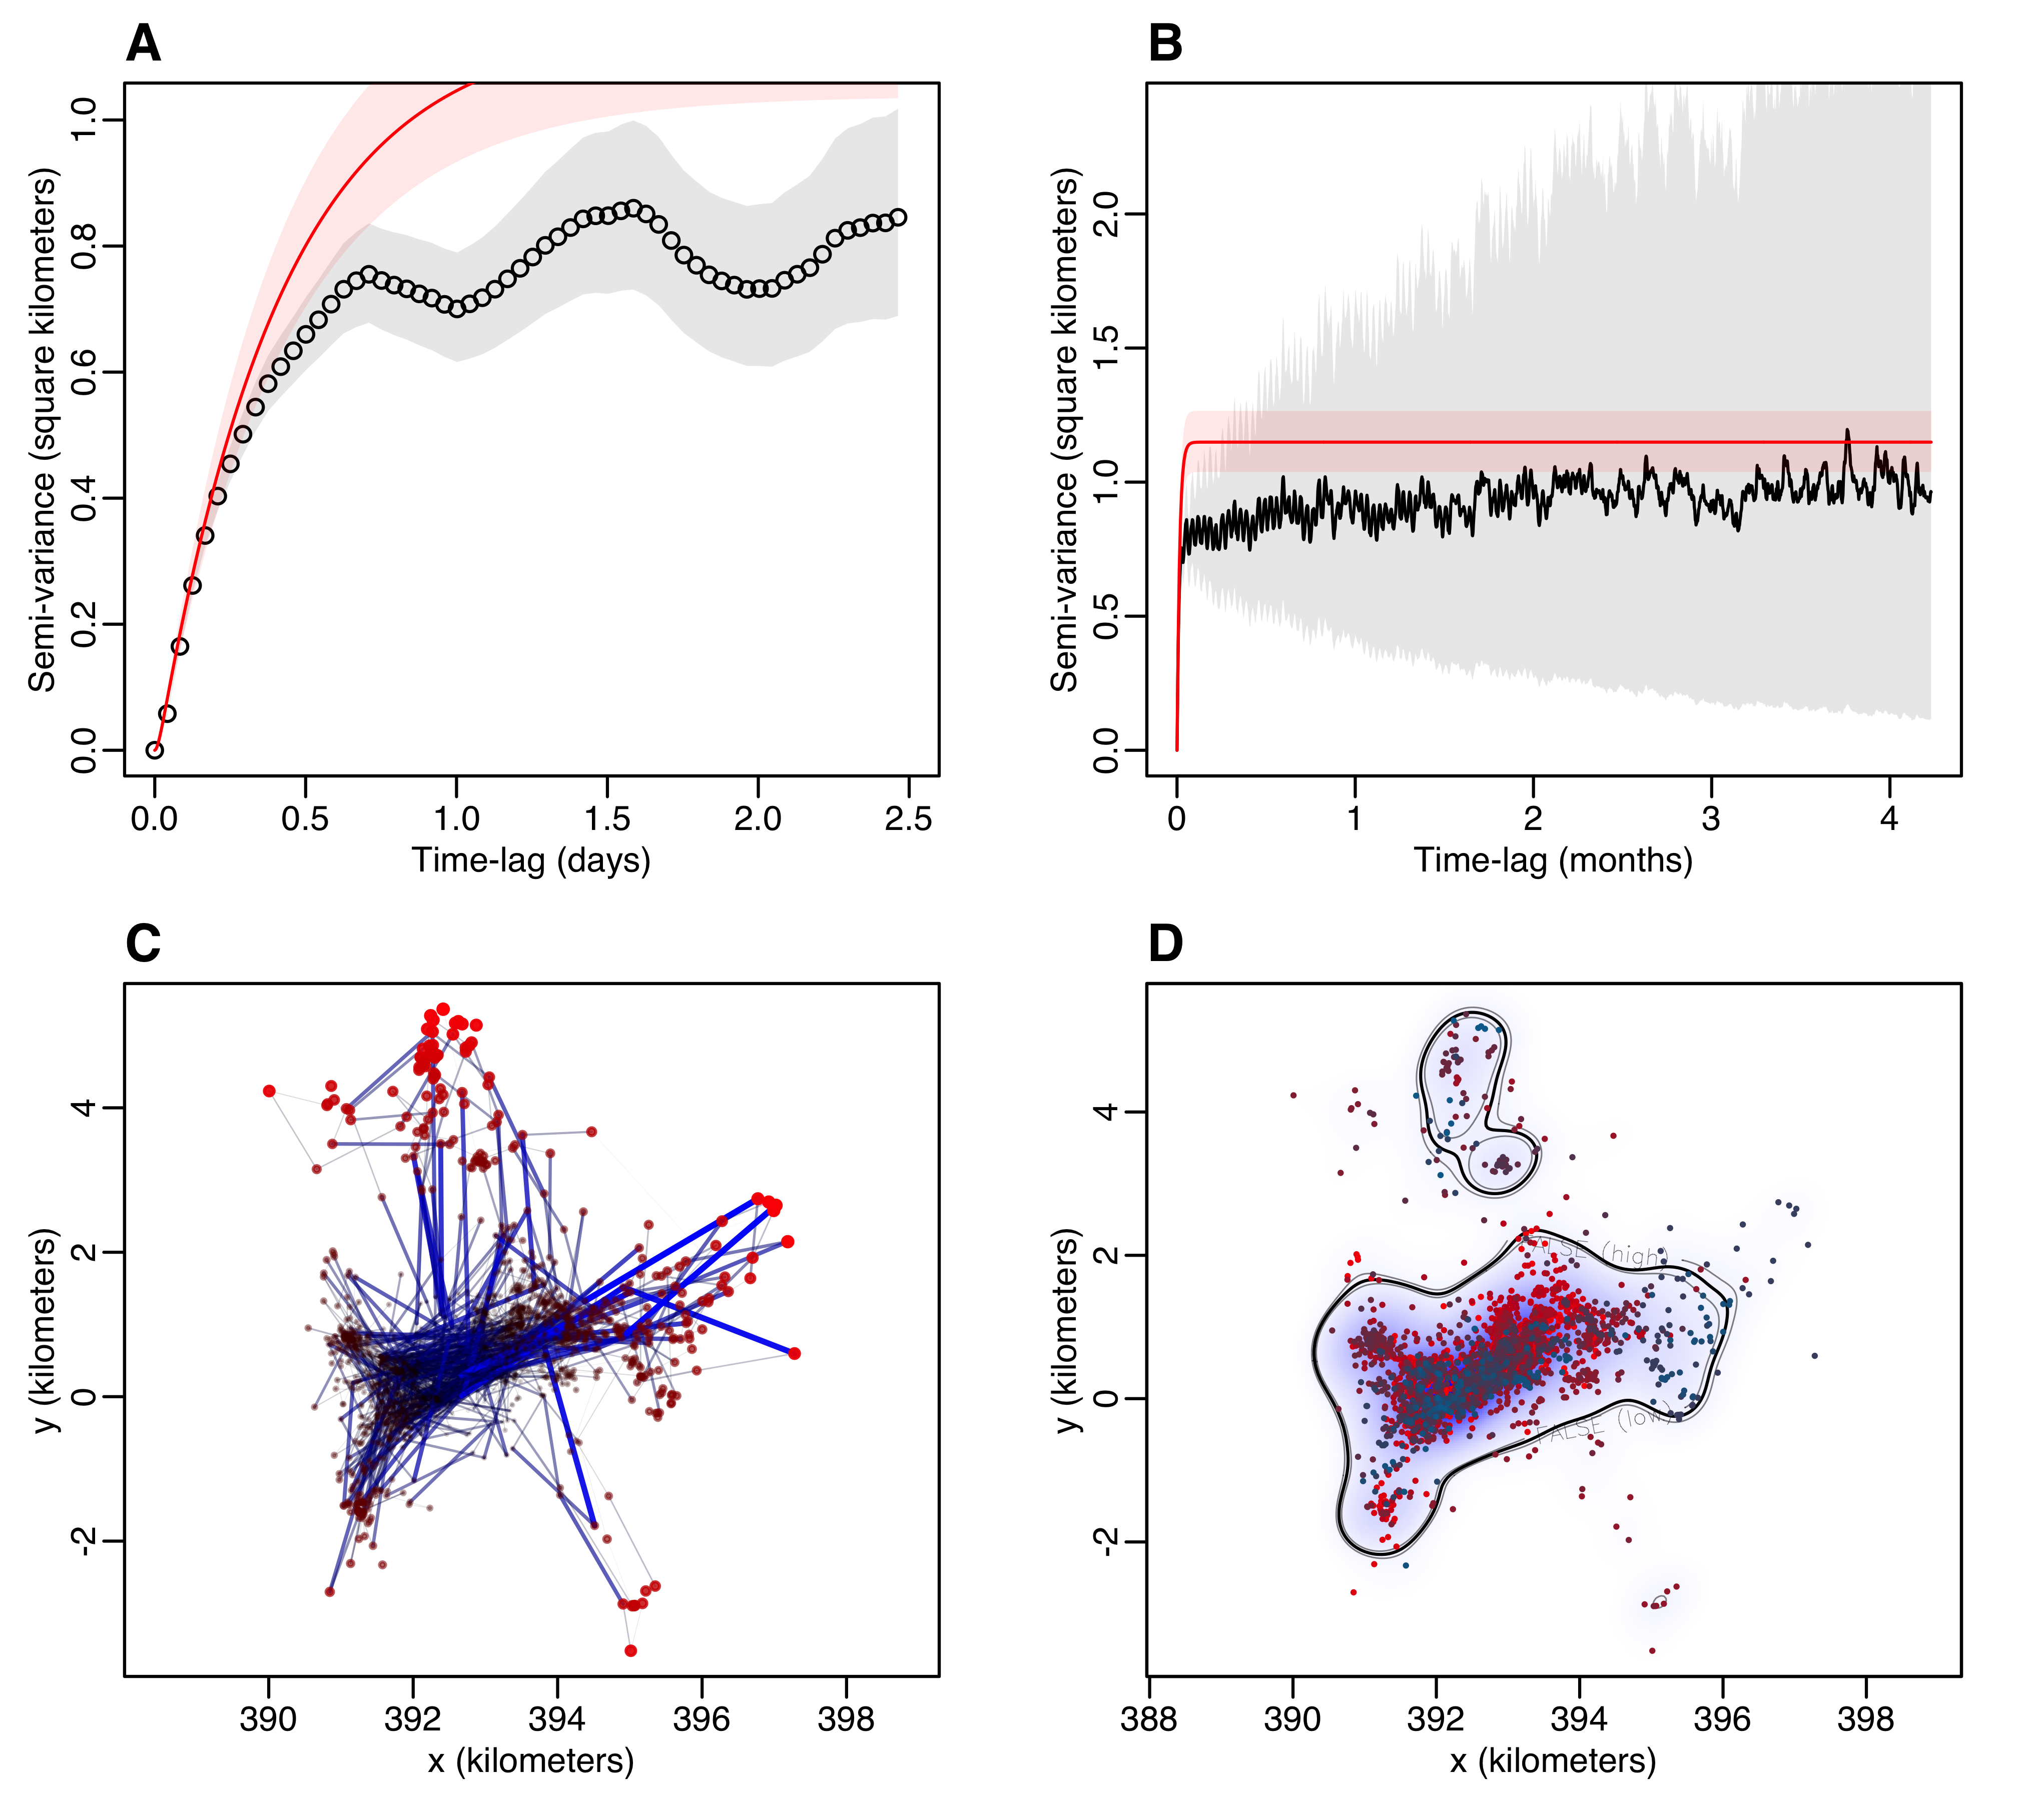 A
Semi-variance (square kilometers)
1.0
0.8
0.6
0.4
0.2
0.0
0.0 0.5 1.0 1.5 2.0 2.5
Time-lag (days)
B
Semi-variance (square kilometers)
2.0
1.5
1.0
0.5
0.0
0 1 2 3 4
Time-lag (months)
C
y (kilometers)
4
2
0
-2
390 392 394 396 398
x (kilometers)
D
y (kilometers)
4
2
0
-2
FALSE (high)
FALSE (low)
388 390 392 394 396 398
x (kilometers)